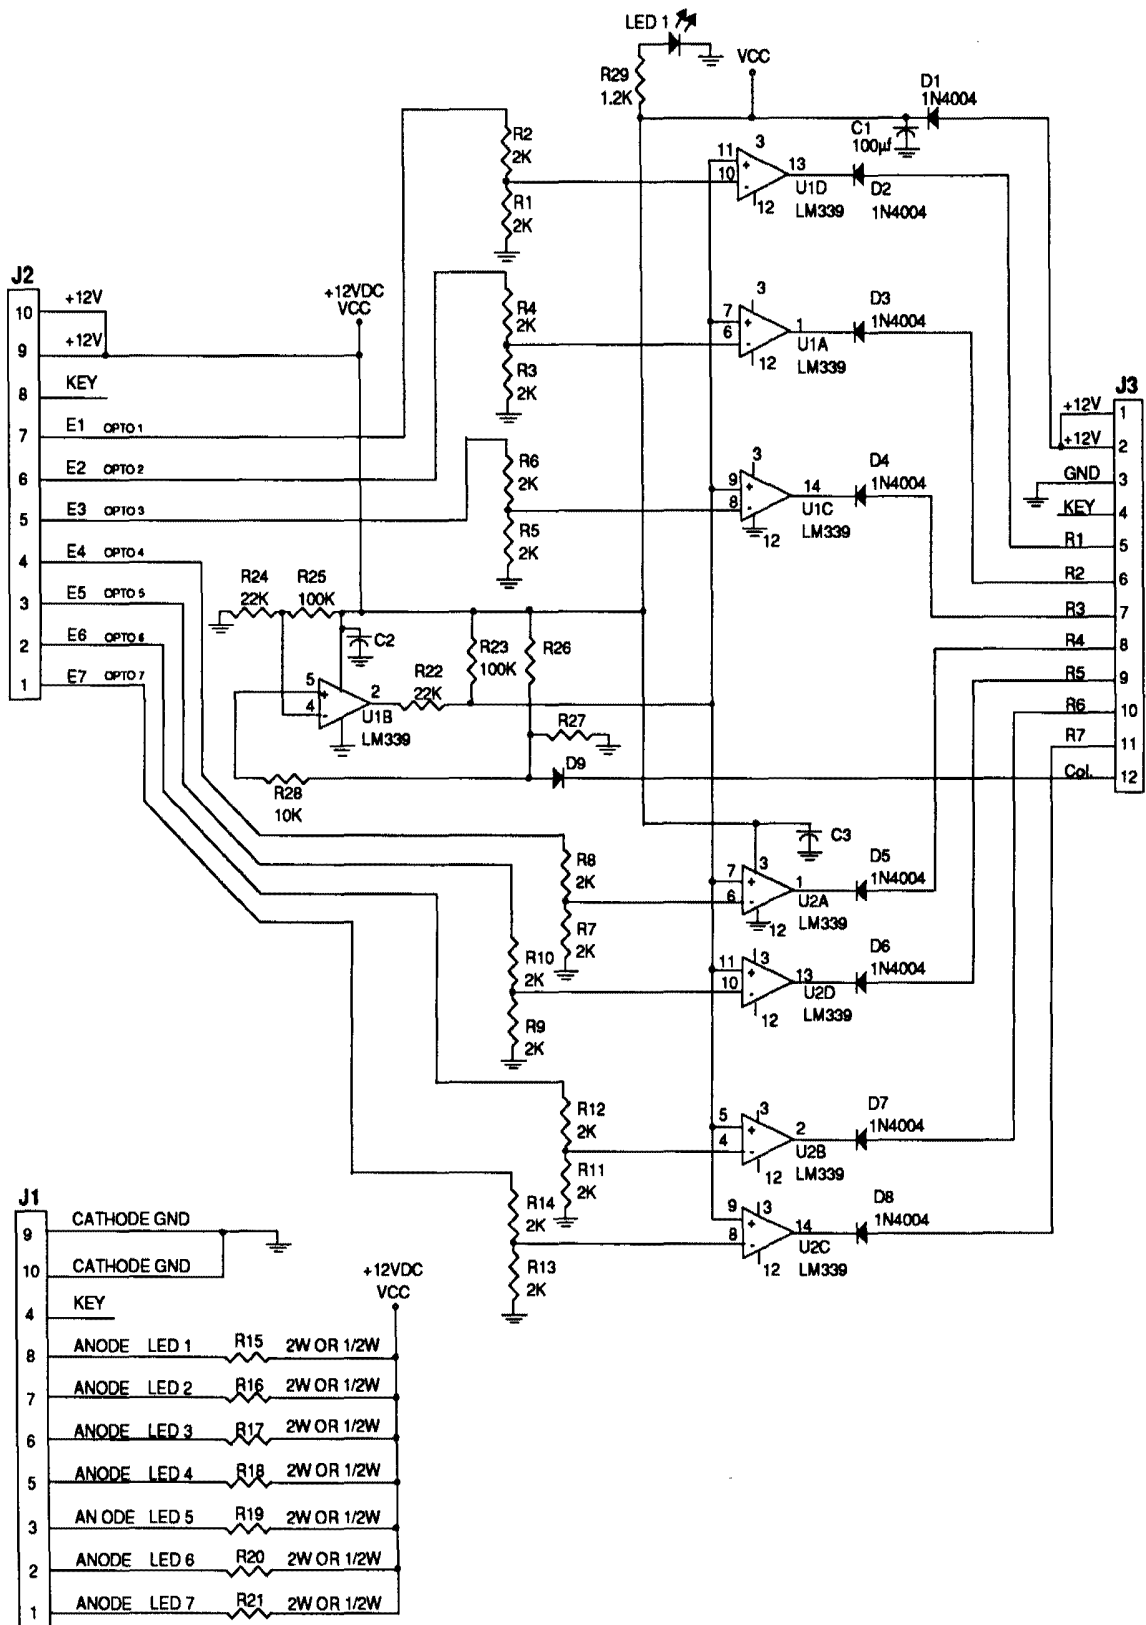 LED 1
VCC
R29
1.2K
D1
1N4004
C1
100µf
R2
2K
R1
2K
11
10
3
+
-
13
12
U1D
LM339
D2
1N4004
J2
10
+12V
9
+12V
8
KEY
7
E1 OPTO 1
6
E2 OPTO 2
5
E3 OPTO 3
4
E4 OPTO 4
3
E5 OPTO 5
2
E6 OPTO 6
1
E7 OPTO 7
+12VDC
VCC
R4
2K
R3
2K
7
6
3
+
-
1
12
U1A
LM339
D3
1N4004
R6
2K
R5
2K
9
8
3
+
-
14
12
U1C
LM339
D4
1N4004
J3
+12V
1
+12V
2
GND
3
KEY
4
R1
5
R2
6
R3
7
R4
8
R5
9
R6
10
R7
11
Col.
12
R24
22K
R25
100K
C2
R23
100K
R26
5
4
+
-
2
R22
22K
U1B
LM339
R27
D9
R28
10K
C3
R8
2K
R7
2K
7
6
3
+
-
1
12
U2A
LM339
D5
1N4004
R10
2K
R9
2K
11
10
3
+
-
13
12
U2D
LM339
D6
1N4004
R12
2K
R11
2K
5
4
3
+
-
2
12
U2B
LM339
D7
1N4004
R14
2K
R13
2K
9
8
3
+
-
14
12
U2C
LM339
D8
1N4004
J1
9
CATHODE GND
10
CATHODE GND
4
KEY
+12VDC
VCC
8
ANODE LED 1 R15 2W OR 1/2W
7
ANODE LED 2 R16 2W OR 1/2W
6
ANODE LED 3 R17 2W OR 1/2W
5
ANODE LED 4 R18 2W OR 1/2W
3
AN ODE LED 5 R19 2W OR 1/2W
2
ANODE LED 6 R20 2W OR 1/2W
1
ANODE LED 7 R21 2W OR 1/2W